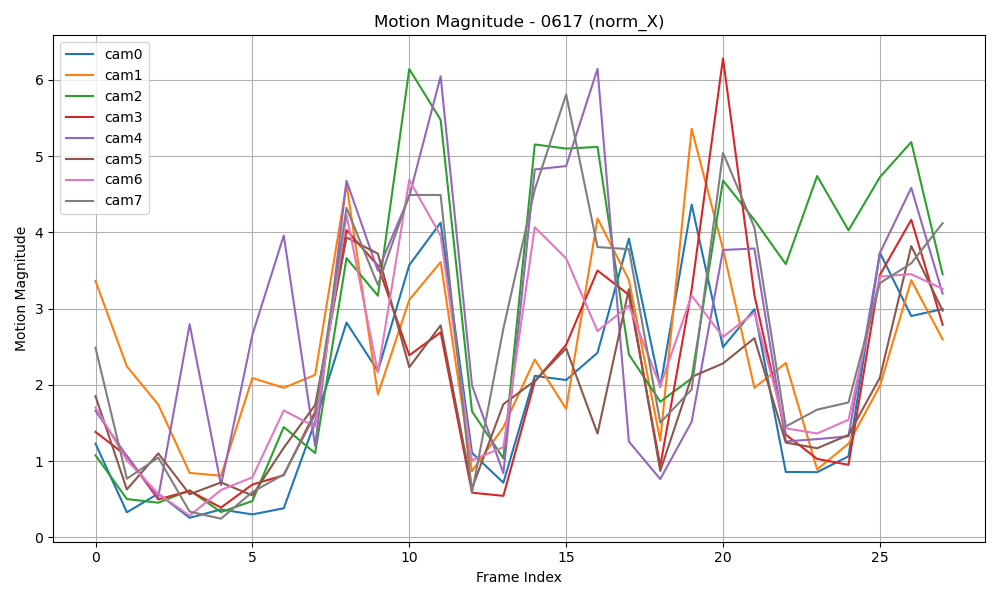 Motion Magnitude - 0617 (norm_X)
cam0
cam1
cam2
cam3
cam4
cam5
cam6
cam7
Motion Magnitude
6
5
4
3
2
1
0
0 5 10 15 20 25
Frame Index